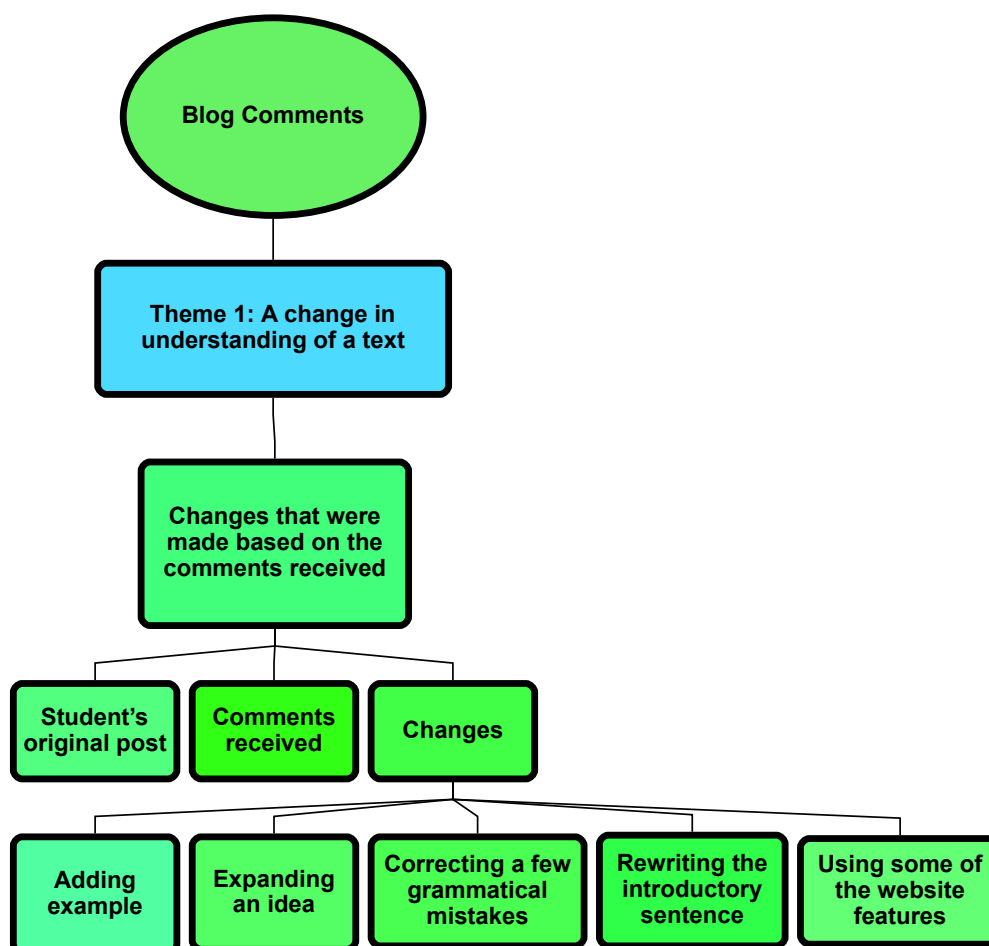 Blog Comments
Theme 1: A change in
understanding of a text
Changes that were
made based on the
comments received
Student’s
original post
Comments
received
Changes
Adding
example
Expanding
an idea
Correcting a few
grammatical
mistakes
Rewriting the
introductory
sentence
Using some of
the website
features